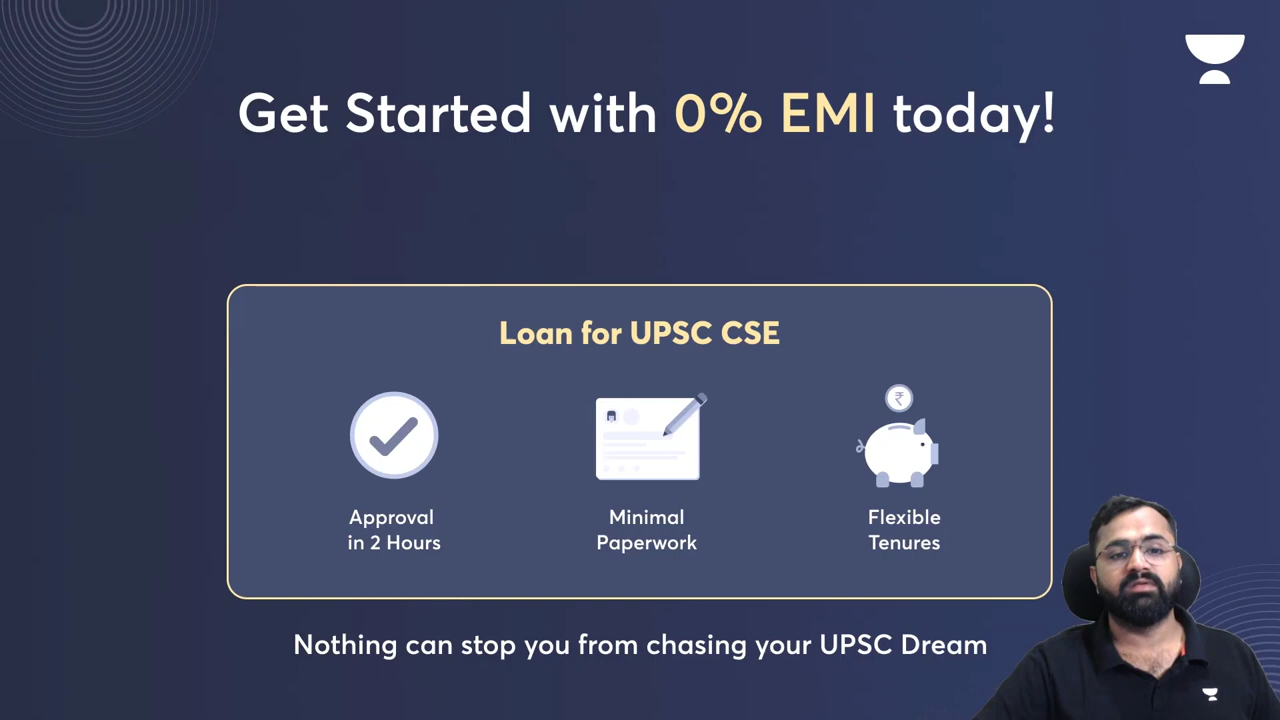 Get Started with 0% EMI today!
Loan for UPSC CSE
Approval
in 2 Hours
Minimal
Paperwork
₹
Flexible
Tenures
Nothing can stop you from chasing your UPSC Dream